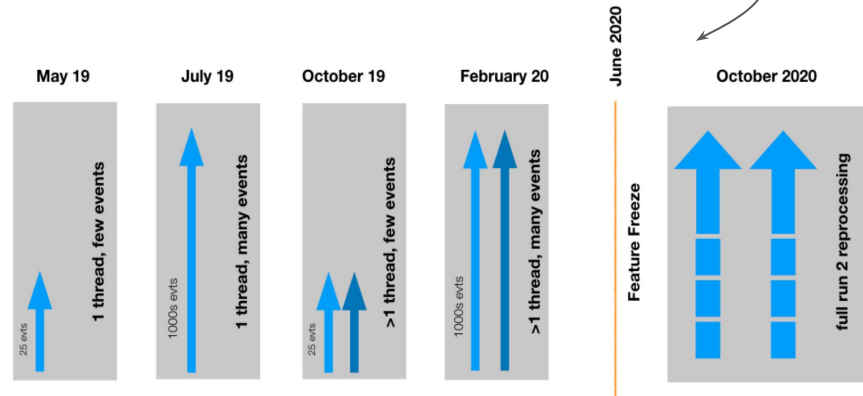 May 19
25 evts
1 thread, few events
July 19
1000s evts
1 thread, many events
October 19
25 evts
>1 thread, few events
February 20
1000s evts
>1 thread, many events
June 2020
Feature Freeze
October 2020
full run 2 reprocessing